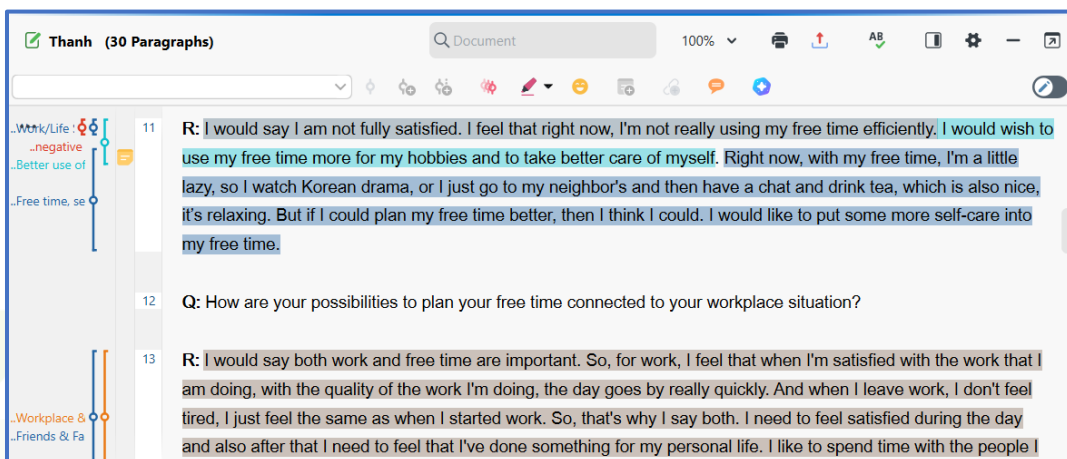 Thanh (30 Paragraphs)
Document
100%
AB
..Work/Life :
..negative
..Better use of
..Free time, se
11
R: I would say I am not fully satisfied. I feel that right now, I'm not really using my free time efficiently. I would wish to
use my free time more for my hobbies and to take better care of myself. Right now, with my free time, I'm a little
lazy, so I watch Korean drama, or I just go to my neighbor's and then have a chat and drink tea, which is also nice,
it's relaxing. But if I could plan my free time better, then I think I could. I would like to put some more self-care into
my free time.
12
Q: How are your possibilities to plan your free time connected to your workplace situation?
..Workplace &
..Friends & Fa
13
R: I would say both work and free time are important. So, for work, I feel that when I'm satisfied with the work that I
am doing, with the quality of the work I'm doing, the day goes by really quickly. And when I leave work, I don't feel
tired, I just feel the same as when I started work. So, that's why I say both. I need to feel satisfied during the day
and also after that I need to feel that I've done something for my personal life. I like to spend time with the people I